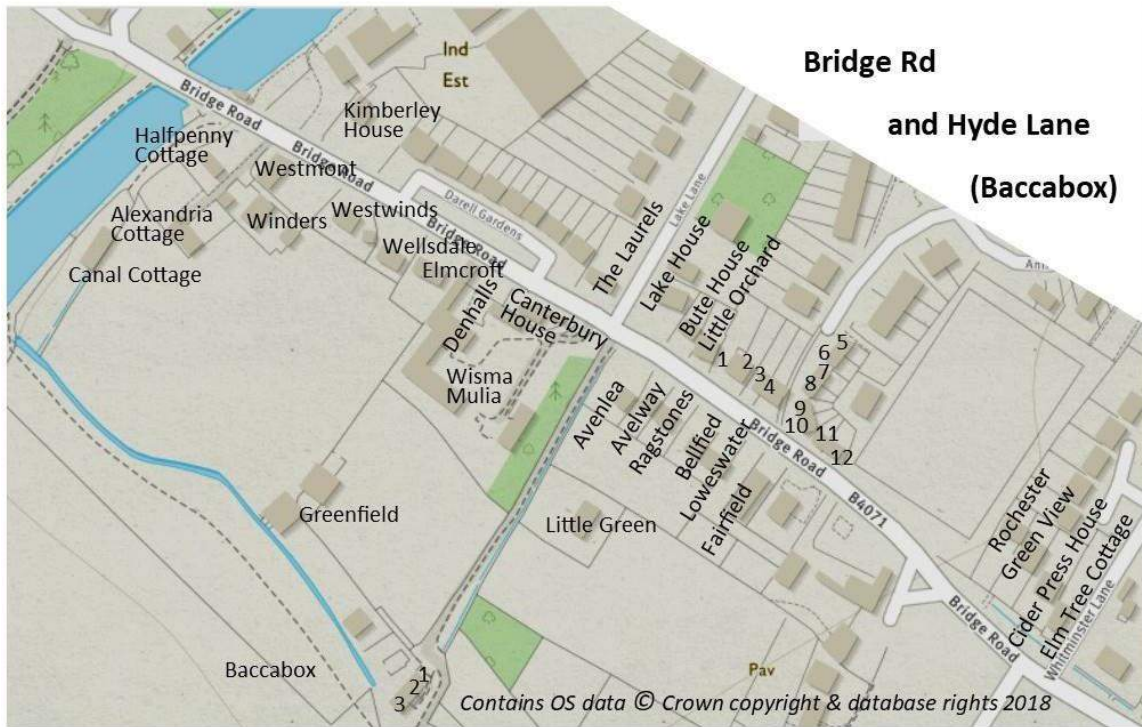 Bridge Rd
and Hyde Lane
(Baccabox)
Ind
Est
Bridge Road
Kimberley
House
Halfpenny
Cottage
Bridge Road
Westmont
Darell Gardens
Lake Lane
Alexandria
Cottage
Winders
Westwinds
Bridge Road
Wellsdale
Elmcroft
The Laurels
Lake House
Bute House
Little Orchard
Canal Cottage
Denhalls
Canterbury
House
1
2
3
4
5
6
7
8
9
10
11
12
Wisma
Mulia
Avenlea
Avelway
Ragstones
Bellfied
Loweswater
Fairfield
Bridge Road
B4071
Greenfield
Little Green
Rochester
Green View
Cider Press House
Elm Tree Cottage
Bridge Road
Whitminster Lane
Baccabox
1
2
3
Pav
Contains OS data © Crown copyright & database rights 2018